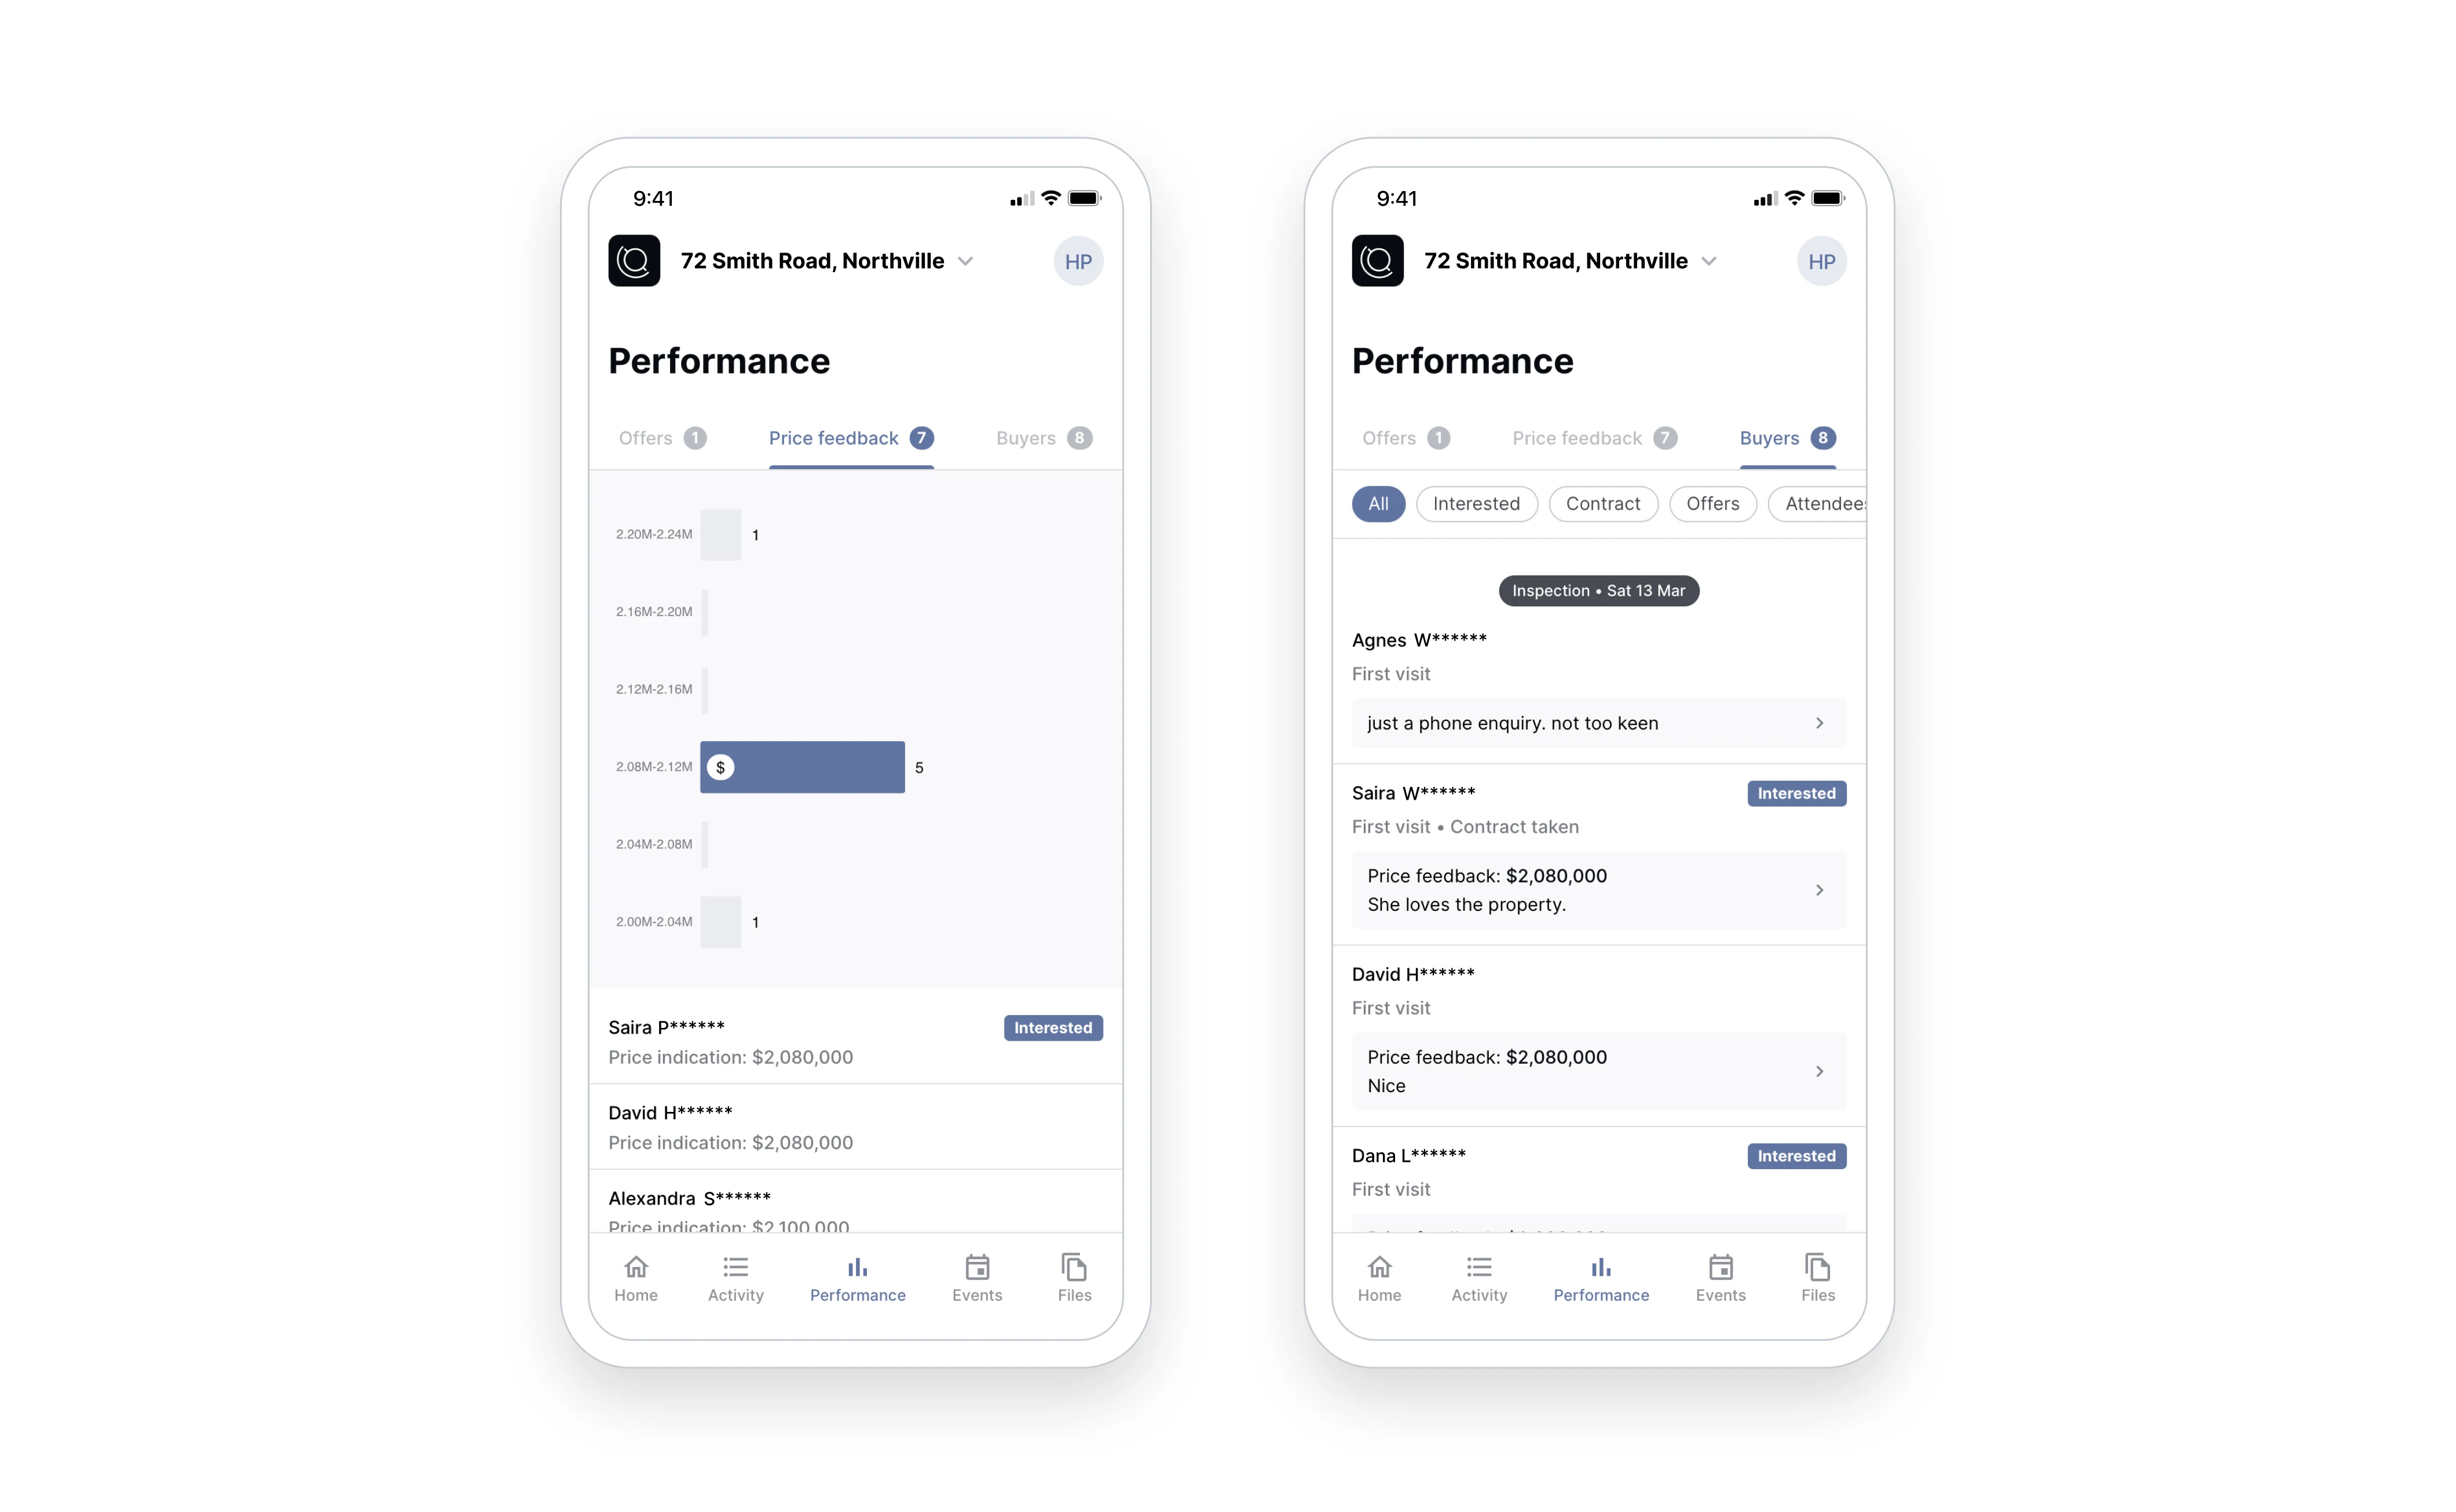 9:41
72 Smith Road, Northville
HP
Performance
Offers 1
Price feedback 7
Buyers 8
2.20M-2.24M 1
2.16M-2.20M
2.12M-2.16M
2.08M-2.12M $ 5
2.04M-2.08M
2.00M-2.04M 1
Saira P****** Interested
Price indication: $2,080,000
David H******
Price indication: $2,080,000
Alexandra S******
Price indication: $2,100,000
Home Activity Performance Events Files
9:41
72 Smith Road, Northville
HP
Performance
Offers 1
Price feedback 7
Buyers 8
All Interested Contract Offers Attendees
Inspection • Sat 13 Mar
Agnes W******
First visit
just a phone enquiry. not too keen
Saira W****** Interested
First visit • Contract taken
Price feedback: $2,080,000
She loves the property.
David H******
First visit
Price feedback: $2,080,000
Nice
Dana L****** Interested
First visit
Home Activity Performance Events Files